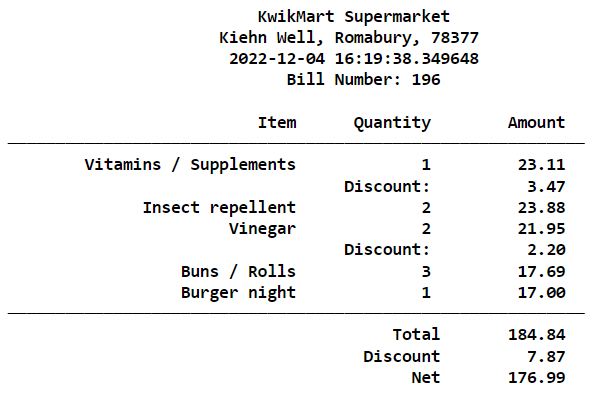 KwikMart Supermarket
Kiehn Well, Romabury, 78377
2022-12-04 16:19:38.349648
Bill Number: 196
Item Quantity Amount
Vitamins / Supplements 1 23.11
Discount: 3.47
Insect repellent 2 23.88
Vinegar 2 21.95
Discount: 2.20
Buns / Rolls 3 17.69
Burger night 1 17.00
Total 184.84
Discount 7.87
Net 176.99